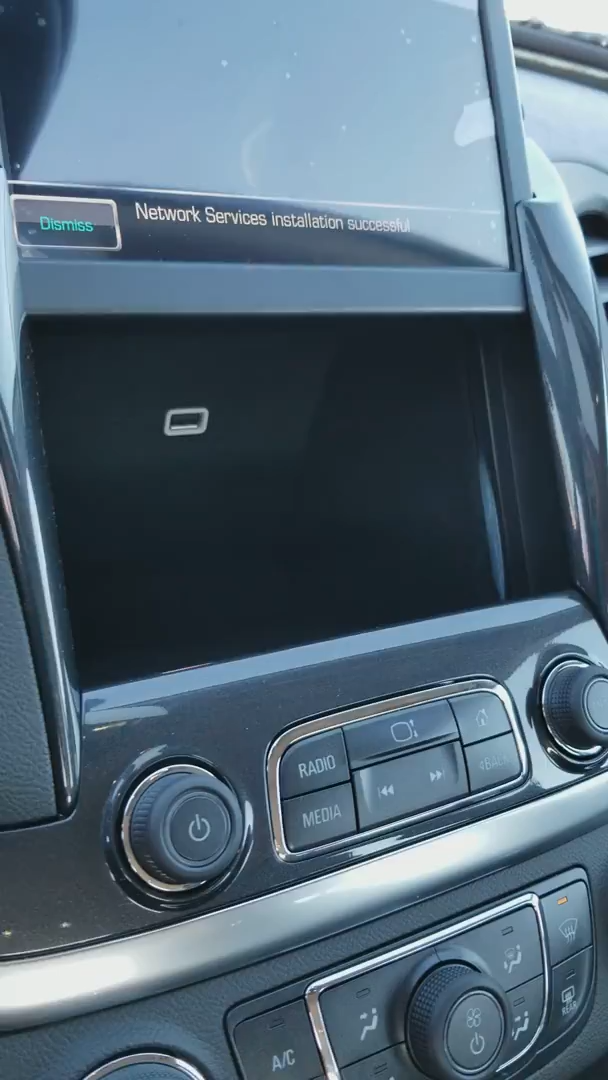 Dismiss
Network Services installation successful
RADIO
MEDIA
BACK
A/C
REAR